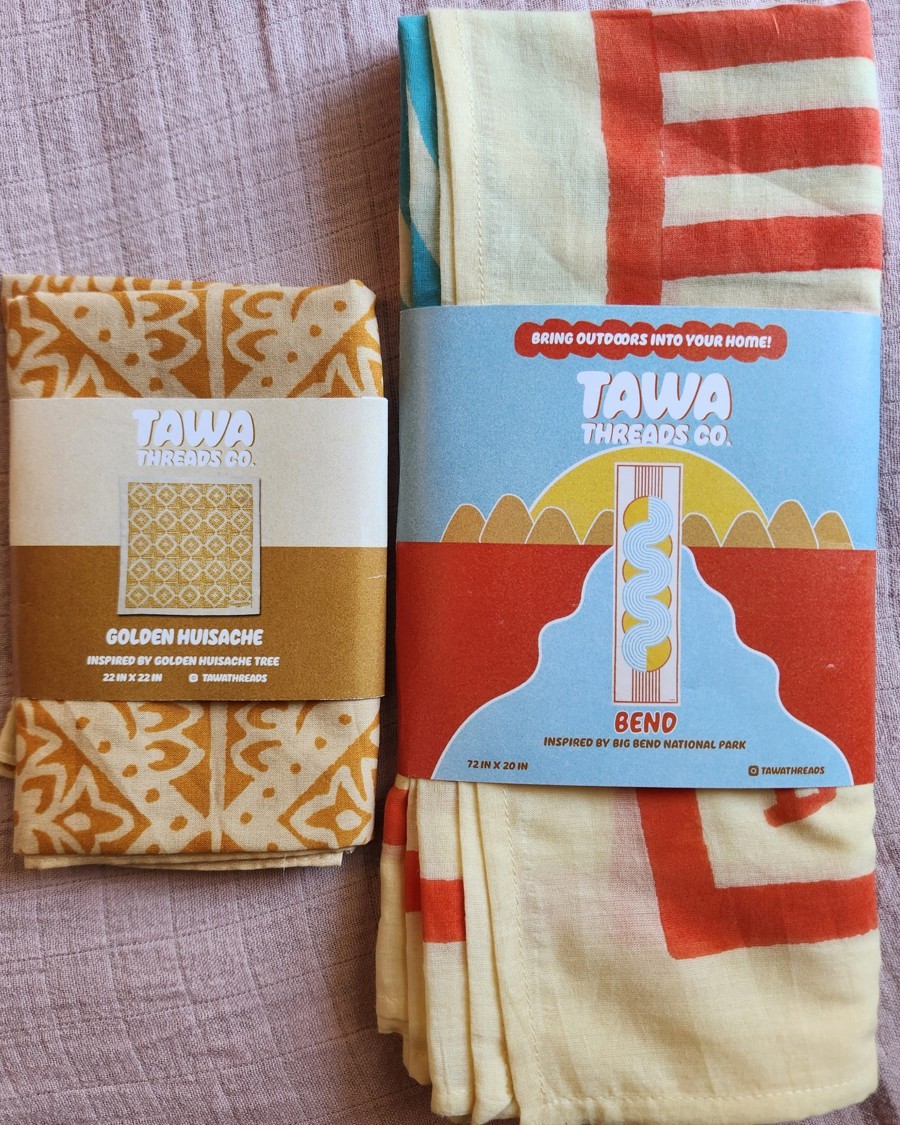 TAWA
THREADS CO.
GOLDEN HUISACHE
INSPIRED BY GOLDEN HUISACHE TREE
22 IN X 22 IN TAWATHREADS
BRING OUTDOORS INTO YOUR HOME!
TAWA
THREADS CO.
BEND
INSPIRED BY BIG BEND NATIONAL PARK
72 IN X 20 IN TAWATHREADS